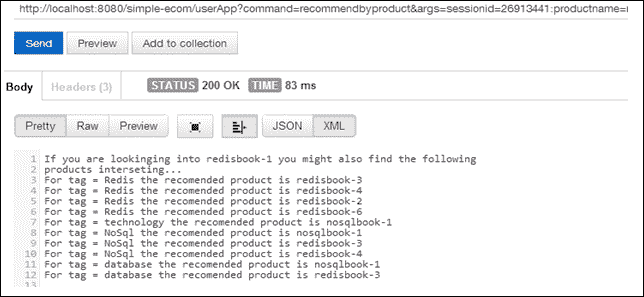 http://localhost:8080/simple-ecom/userApp?command=recommendbyproduct&args=sessionid=26913441:productname=
Send Preview Add to collection
Body Headers (3) STATUS 200 OK TIME 83 ms
Pretty Raw Preview JSON XML
1 If you are lookinging into redisbook-1 you might also find the following
2 products interseting...
3 For tag = Redis the recomended product is redisbook-3
4 For tag = Redis the recomended product is redisbook-4
5 For tag = Redis the recomended product is redisbook-2
6 For tag = Redis the recomended product is redisbook-6
7 For tag = technology the recomended product is nosqlbook-1
8 For tag = NoSql the recomended product is nosqlbook-1
9 For tag = NoSql the recomended product is redisbook-3
10 For tag = NoSql the recomended product is redisbook-4
11 For tag = database the recomended product is nosqlbook-1
12 For tag = database the recomended product is redisbook-3
13